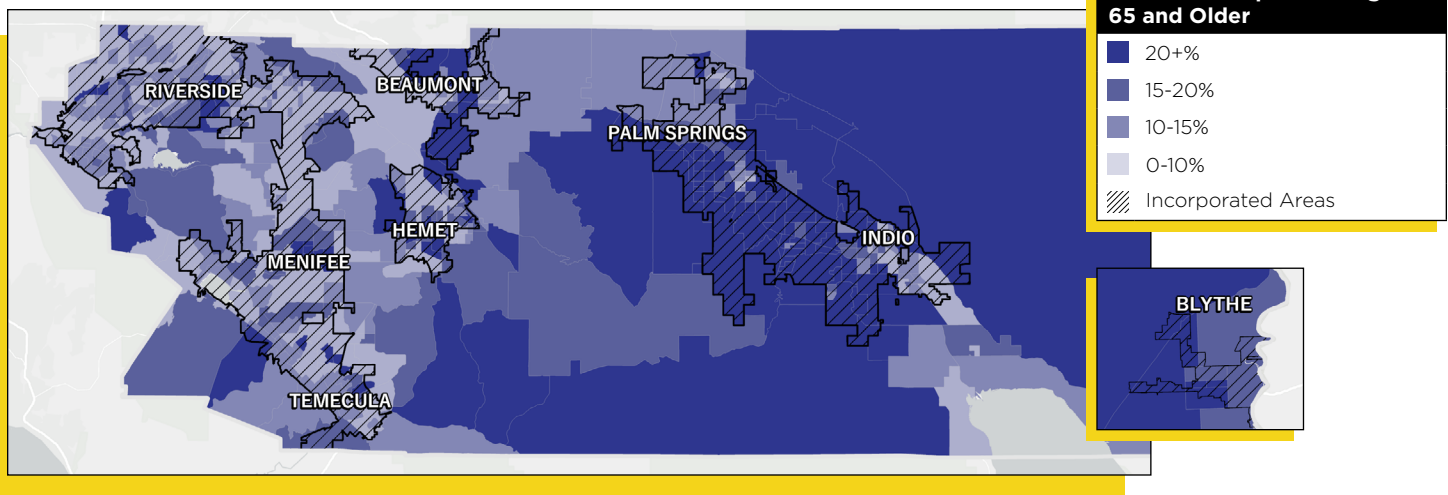 65 and Older
20+%
15-20%
10-15%
0-10%
Incorporated Areas
RIVERSIDE
BEAUMONT
PALM SPRINGS
HEMET
INDIO
MENIFEE
TEMECULA
BLYTHE